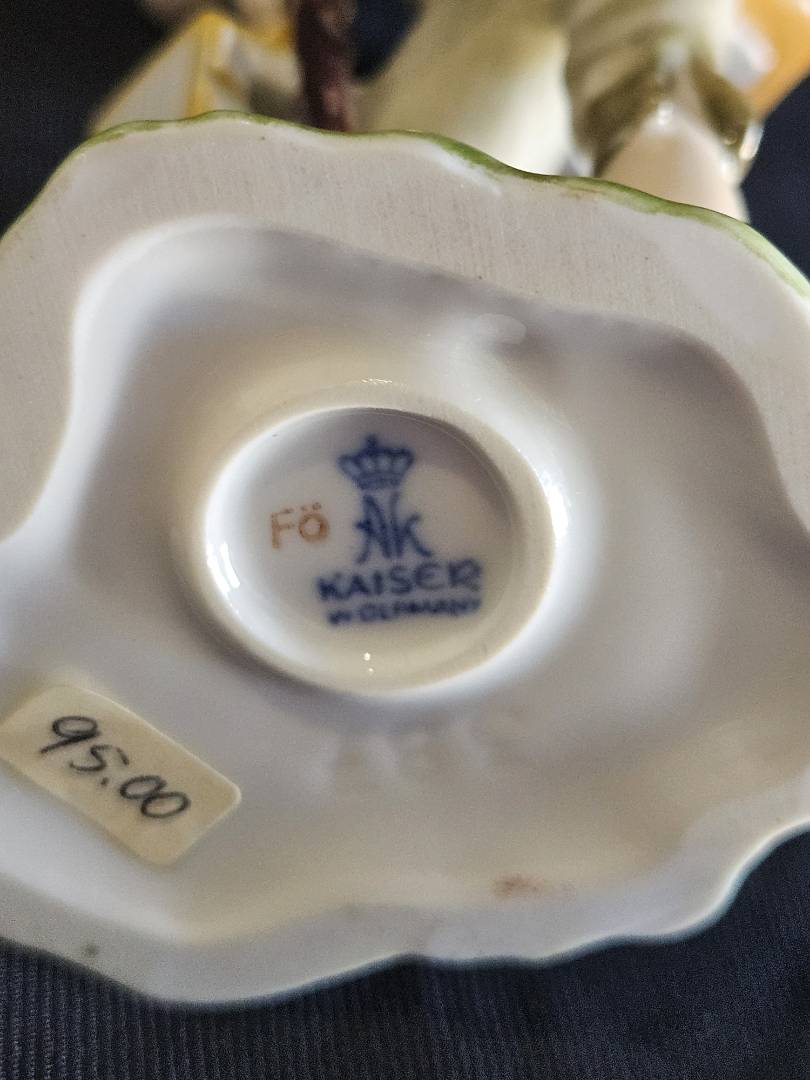 Fö
AK
KAISER
W.GERMANY
95.00